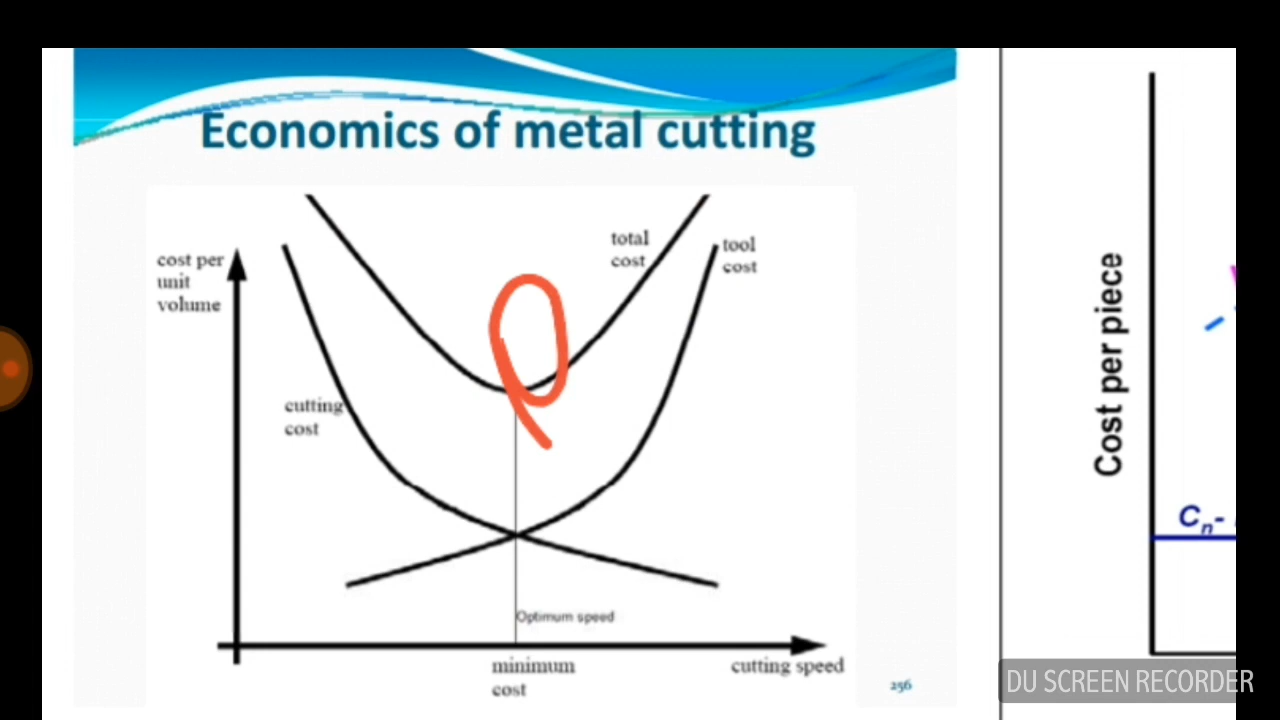 Economics of metal cutting
cost per
unit
volume
total
cost
tool
cost
cutting
cost
Optimum speed
minimum
cost
cutting speed
256
Cost per piece
Cn-
DU SCREEN RECORDER